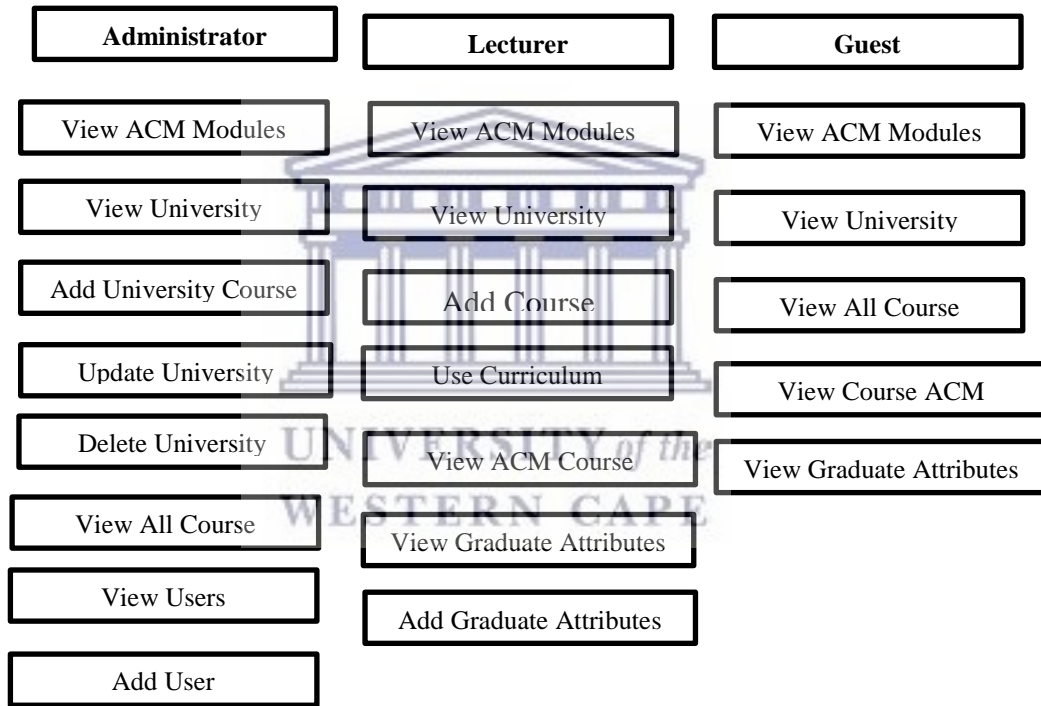 Administrator
Lecturer
Guest
View ACM Modules
View ACM Modules
View ACM Modules
View University
View University
View University
Add University Course
Add Course
View All Course
Update University
Use Curriculum
View Course ACM
Delete University
View ACM Course
View Graduate Attributes
View All Course
View Graduate Attributes
View Users
Add Graduate Attributes
Add User
UNIVERSITY of the
WESTERN CAPE